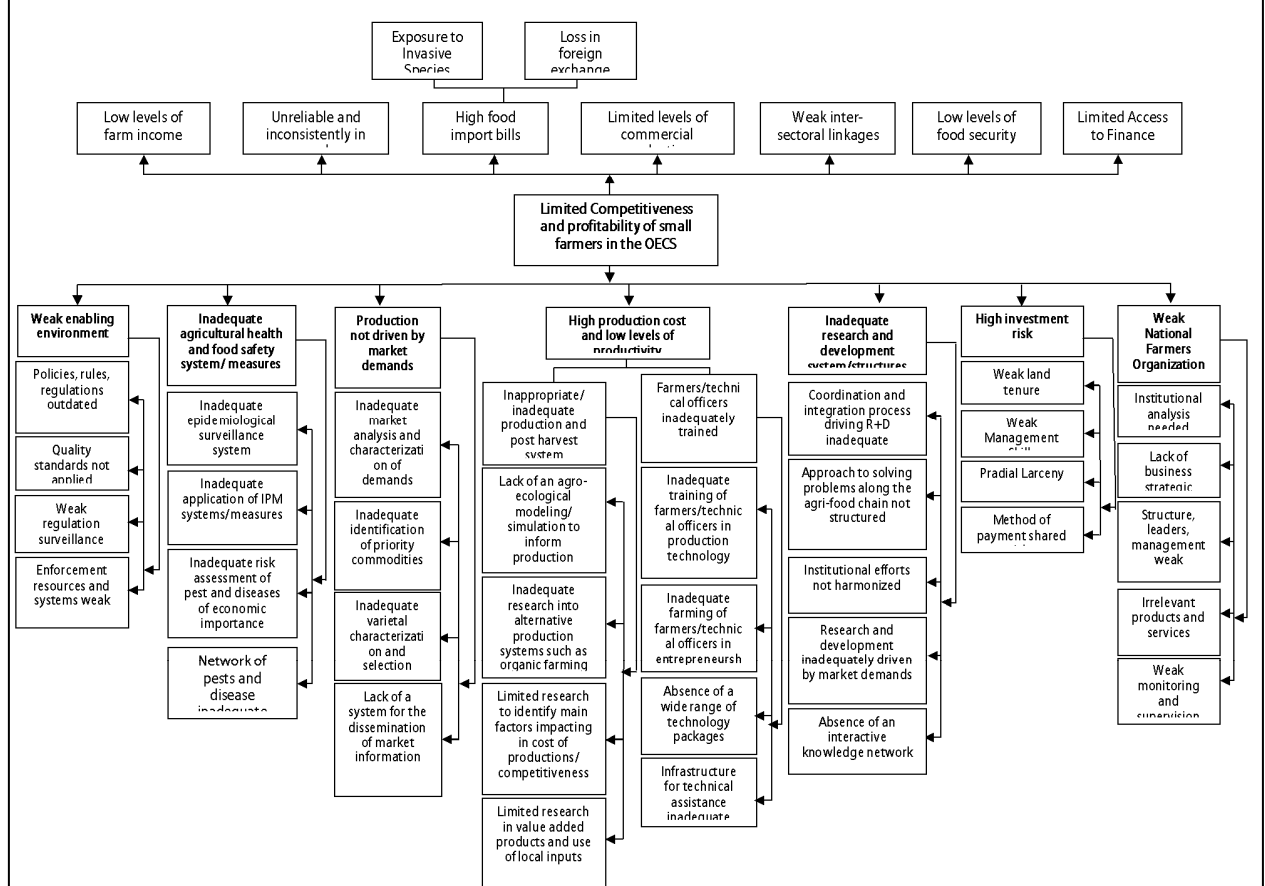 Exposure to
Invasive
Species
Loss in
foreign
exchange
Low levels of
farm income
Unreliable and
inconsistently in
High food
import bills
Limited levels of
commercial
Weak inter-
sectoral linkages
Low levels of
food security
Limited Access
to Finance
Limited Competitiveness
and profitability of small
farmers in the OECS
Weak enabling
environment
Policies, rules,
regulations
outdated
Quality
standards not
applied
Weak
regulation
surveillance
Enforcement
resources and
systems weak
Inadequate
agricultural health
and food safety
system/ measures
Inadequate
epidemiological
surveillance
system
Inadequate
application of IPM
systems/measures
Inadequate risk
assessment of
pest and diseases
of economic
importance
Network of
pests and
disease
inadequate
Production
not driven by
market
demands
Inadequate
market
analysis and
characterizati
on of
demands
Inadequate
identification
of priority
commodities
Inadequate
varietal
characterizati
on and
selection
Lack of a
system for the
dissemination
of market
information
High production cost
and low levels of
productivity
Inappropriate/
inadequate
production and
post harvest
system
Lack of an agro-
ecological
modeling/
simulation to
inform
production
Inadequate
research into
alternative
production
systems such as
organic farming
Limited research
to identify main
factors impacting
in cost of
productions/
competitiveness
Limited research
in value added
products and use
of local inputs
Farmers/techni
cal officers
inadequately
trained
Inadequate
training of
farmers/technic
al officers in
production
technology
Inadequate
farming of
farmers/technic
al officers in
entrepreneursh
Absence of a
wide range of
technology
packages
Infrastructure
for technical
assistance
inadequate
Inadequate
research and
development
system/structures
Coordination and
integration process
driving R+D
inadequate
Approach to solving
problems along the
agri-food chain not
structured
Institutional efforts
not harmonized
Research and
development
inadequately driven
by market demands
Absence of an
interactive
knowledge network
High investment
risk
Weak land
tenure
Weak
Management
Pradial Larceny
Method of
payment shared
Weak
National
Farmers
Organization
Institutional
analysis
needed
Lack of
business
strategic
Structure,
leaders,
management
weak
Irrelevant
products and
services
Weak
monitoring
and
supervision